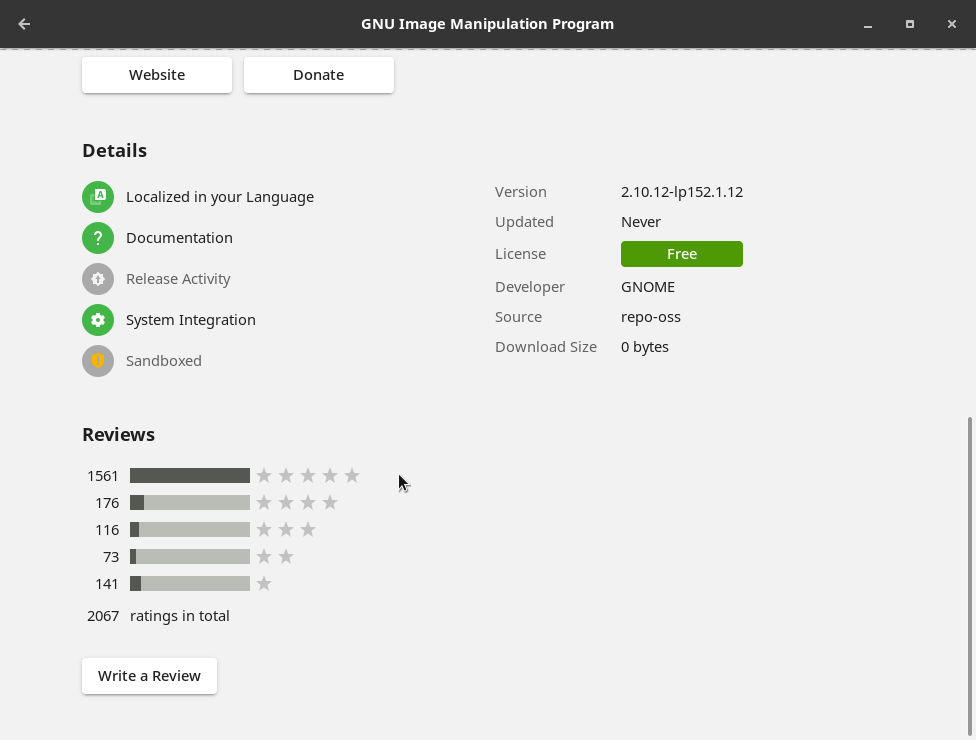 GNU Image Manipulation Program
Website
Donate
Details
Localized in your Language
Documentation
Release Activity
System Integration
Sandboxed
Version 2.10.12-lp152.1.12
Updated Never
License Free
Developer GNOME
Source repo-oss
Download Size 0 bytes
Reviews
1561
176
116
73
141
2067 ratings in total
Write a Review